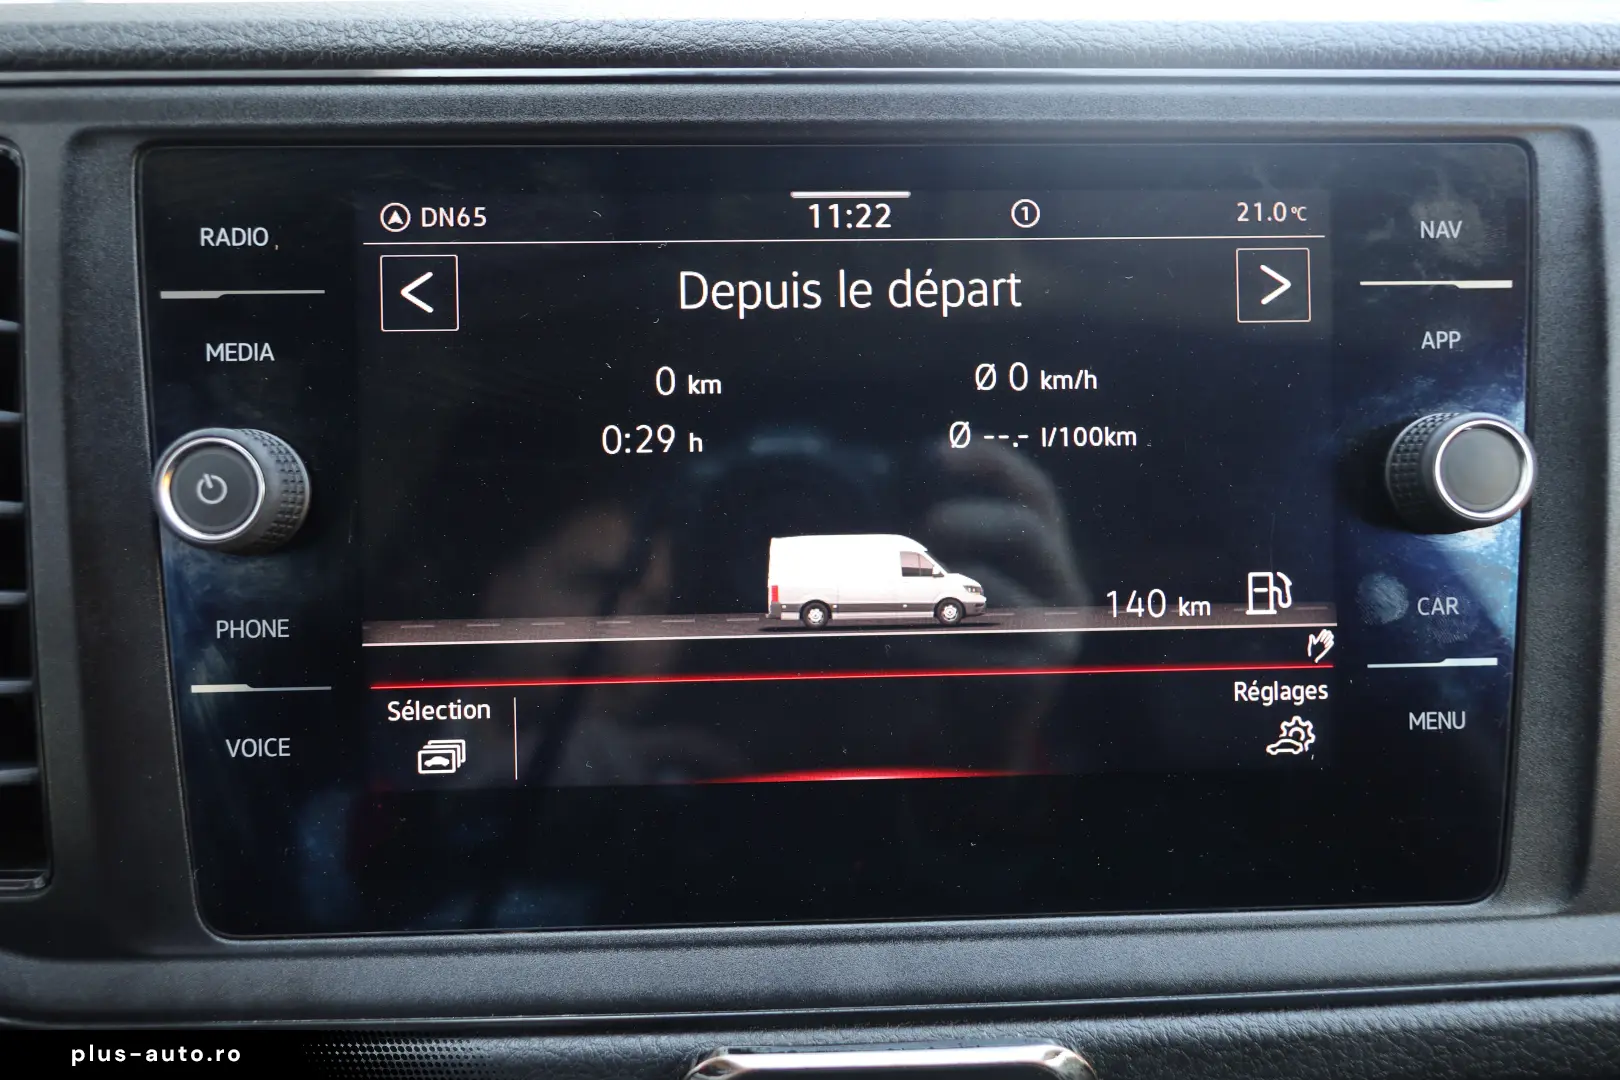 DN65
11:22
1
21.0°C
RADIO
NAV
Depuis le départ
MEDIA
APP
0 km
Ø 0 km/h
0:29 h
Ø --.- l/100km
140 km
PHONE
CAR
Sélection
Réglages
VOICE
MENU
plus-auto.ro